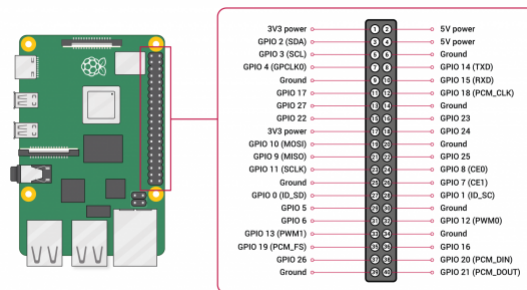 3V3 power 1 2 5V power
GPIO 2 (SDA) 3 4 5V power
GPIO 3 (SCL) 5 6 Ground
GPIO 4 (GPCLK0) 7 8 GPIO 14 (TXD)
Ground 9 10 GPIO 15 (RXD)
GPIO 17 11 12 GPIO 18 (PCM_CLK)
GPIO 27 13 14 Ground
GPIO 22 15 16 GPIO 23
3V3 power 17 18 GPIO 24
GPIO 10 (MOSI) 19 20 Ground
GPIO 9 (MISO) 21 22 GPIO 25
GPIO 11 (SCLK) 23 24 GPIO 8 (CE0)
Ground 25 26 GPIO 7 (CE1)
GPIO 0 (ID_SD) 27 28 GPIO 1 (ID_SC)
GPIO 5 29 30 Ground
GPIO 6 31 32 GPIO 12 (PWM0)
GPIO 13 (PWM1) 33 34 Ground
GPIO 19 (PCM_FS) 35 36 GPIO 16
GPIO 26 37 38 GPIO 20 (PCM_DIN)
Ground 39 40 GPIO 21 (PCM_DOUT)